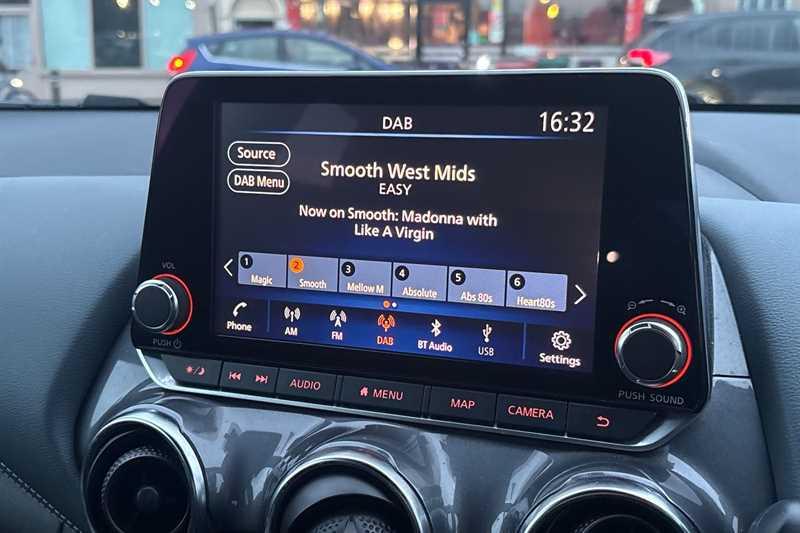 DAB
16:32
Source
DAB Menu
Smooth West Mids
EASY
Now on Smooth: Madonna with
Like A Virgin
1 Magic
2 Smooth
3 Mellow M
4 Absolute
5 Abs 80s
6 Heart80s
Phone
AM
FM
DAB
BT Audio
USB
Settings
VOL
PUSH
AUDIO
MENU
MAP
CAMERA
PUSH SOUND